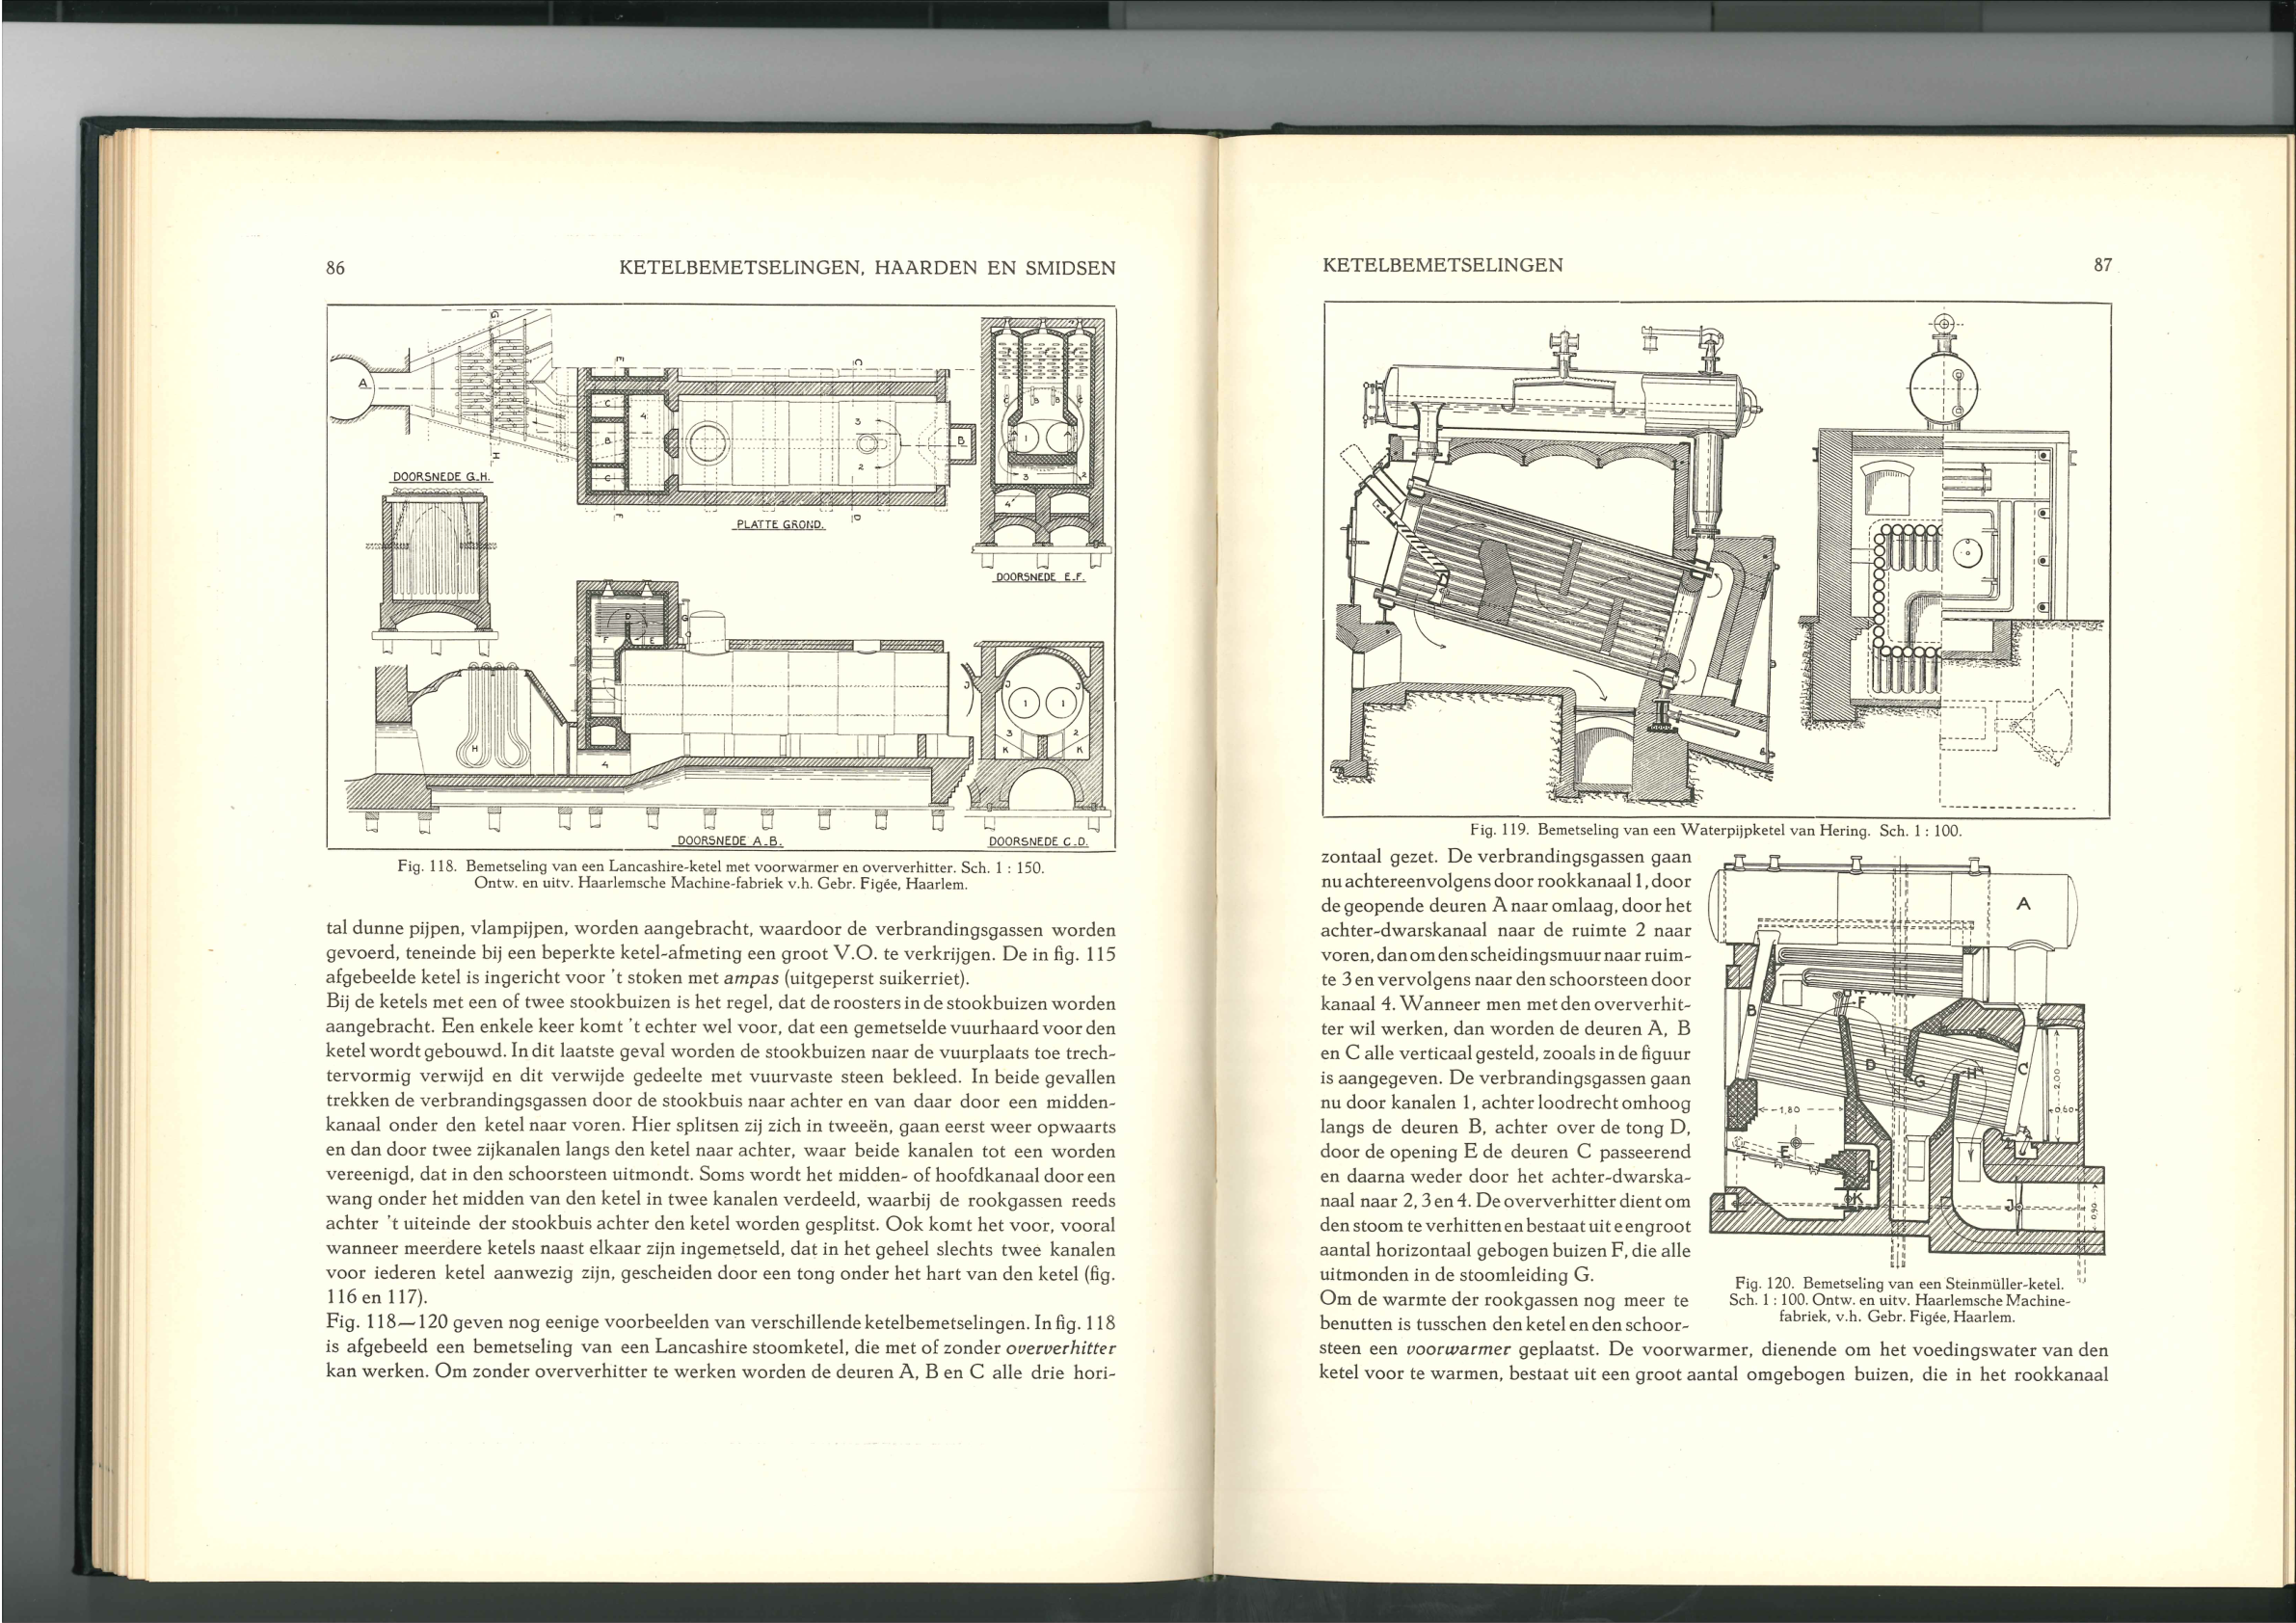 86
KETELBEMETSELINGEN, HAARDEN EN SMIDSEN
DOORSNEDE G.H.
PLATTE GROND.
DOORSNEDE E.F.
DOORSNEDE A.B.
DOORSNEDE C.D.
Fig. 118. Bemetseling van een Lancashire-ketel met voorwarmer en oververhitter. Sch. 1 : 150.
Ontw. en uitv. Haarlemsche Machine-fabriek v.h. Gebr. Figée, Haarlem.
tal dunne pijpen, vlampijpen, worden aangebracht, waardoor de verbrandingsgassen worden
gevoerd, teneinde bij een beperkte ketel-afmeting een groot V.O. te verkrijgen. De in fig. 115
afgebeelde ketel is ingericht voor 't stoken met ampas (uitgeperst suikerriet).
Bij de ketels met een of twee stookbuizen is het regel, dat de roosters in de stookbuizen worden
aangebracht. Een enkele keer komt 't echter wel voor, dat een gemetselde vuurhaard voor den
ketel wordt gebouwd. In dit laatste geval worden de stookbuizen naar de vuurplaats toe trech-
tervormig verwijd en dit verwijde gedeelte met vuurvaste steen bekleed. In beide gevallen
trekken de verbrandingsgassen door de stookbuis naar achter en van daar door een midden-
kanaal onder den ketel naar voren. Hier splitsen zij zich in tweeën, gaan eerst weer opwaarts
en dan door twee zijkanalen langs den ketel naar achter, waar beide kanalen tot een worden
vereenigd, dat in den schoorsteen uitmondt. Soms wordt het midden- of hoofdkanaal door een
wang onder het midden van den ketel in twee kanalen verdeeld, waarbij de rookgassen reeds
achter 't uiteinde der stookbuis achter den ketel worden gesplitst. Ook komt het voor, vooral
wanneer meerdere ketels naast elkaar zijn ingemetseld, dat in het geheel slechts twee kanalen
voor iederen ketel aanwezig zijn, gescheiden door een tong onder het hart van den ketel (fig.
116 en 117).
Fig. 118—120 geven nog eenige voorbeelden van verschillende ketelbemetselingen. In fig. 118
is afgebeeld een bemetseling van een Lancashire stoomketel, die met of zonder oververhitter
kan werken. Om zonder oververhitter te werken worden de deuren A, B en C alle drie hori-
KETELBEMETSELINGEN
87
Fig. 119. Bemetseling van een Waterpijpketel van Hering. Sch. 1 : 100.
zontaal gezet. De verbrandingsgassen gaan
nu achtereenvolgens door rookkanaal 1, door
de geopende deuren A naar omlaag, door het
achter-dwarskanaal naar de ruimte 2 naar
voren, dan om den scheidingsmuur naar ruim-
te 3 en vervolgens naar den schoorsteen door
kanaal 4. Wanneer men met den oververhit-
ter wil werken, dan worden de deuren A, B
en C alle verticaal gesteld, zooals in de figuur
is aangegeven. De verbrandingsgassen gaan
nu door kanalen 1, achter loodrecht omhoog
langs de deuren B, achter over de tong D,
door de opening E de deuren C passeerend
en daarna weder door het achter-dwarska-
naal naar 2, 3 en 4. De oververhitter dient om
den stoom te verhitten en bestaat uit een groot
aantal horizontaal gebogen buizen F, die alle
uitmonden in de stoomleiding G.
Om de warmte der rookgassen nog meer te
benutten is tusschen den ketel en den schoor-
A
B
F
D
G
H
C
E
K
J
1,80
2,00
0,60
0,90
Fig. 120. Bemetseling van een Steinmüller-ketel.
Sch. 1 : 100. Ontw. en uitv. Haarlemsche Machine-
fabriek, v.h. Gebr. Figée, Haarlem.
steen een voorwarmer geplaatst. De voorwarmer, dienende om het voedingswater van den
ketel voor te warmen, bestaat uit een groot aantal omgebogen buizen, die in het rookkanaal